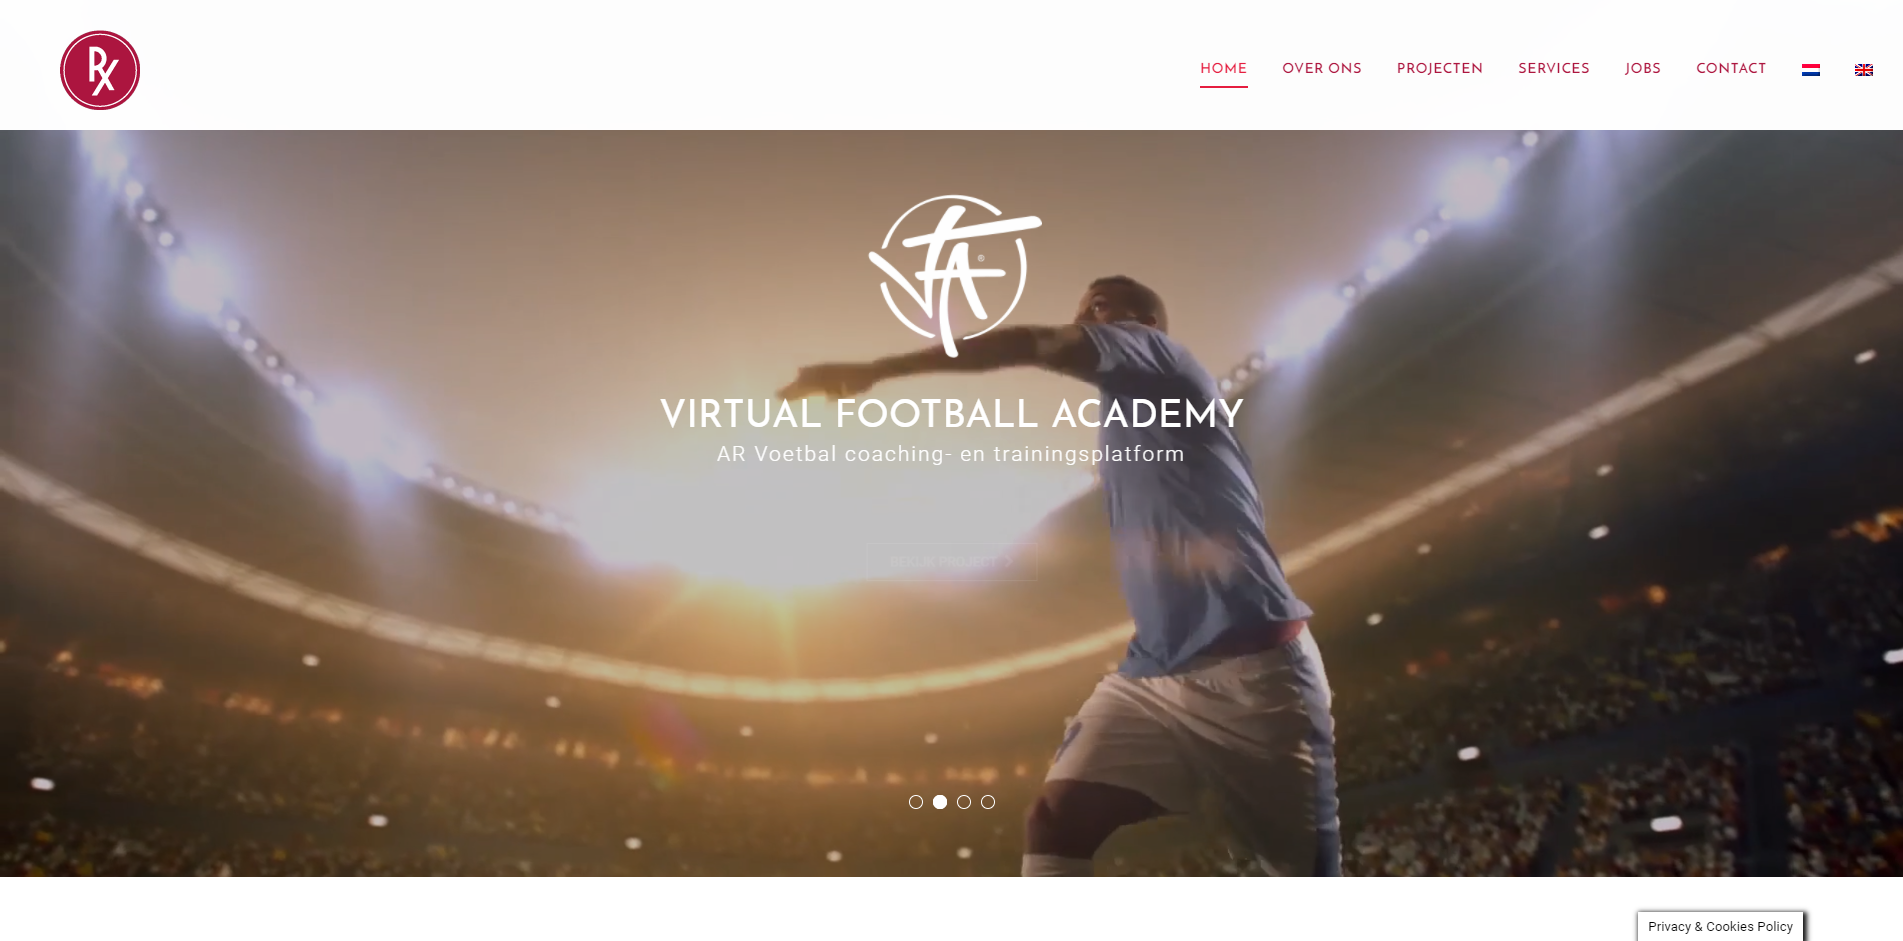 RX
HOME OVER ONS PROJECTEN SERVICES JOBS CONTACT
VFA®
VIRTUAL FOOTBALL ACADEMY
AR Voetbal coaching- en trainingsplatform
BEKIJK PROJECT
Privacy & Cookies Policy